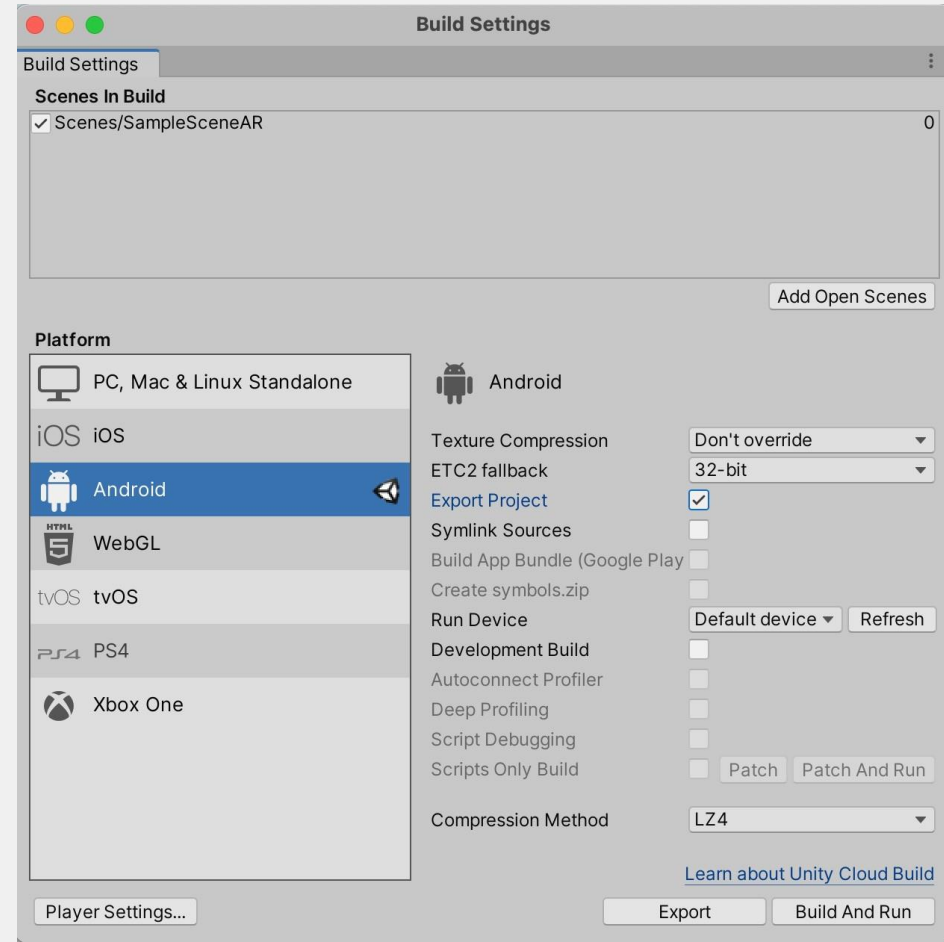 Build Settings
Build Settings
Scenes In Build
Scenes/SampleSceneAR 0
Add Open Scenes
Platform
PC, Mac & Linux Standalone
iOS iOS
Android
HTML 5 WebGL
tvOS tvOS
PS4 PS4
Xbox One
Android
Texture Compression Don't override
ETC2 fallback 32-bit
Export Project
Symlink Sources
Build App Bundle (Google Play
Create symbols.zip
Run Device Default device Refresh
Development Build
Autoconnect Profiler
Deep Profiling
Script Debugging
Scripts Only Build Patch Patch And Run
Compression Method LZ4
Learn about Unity Cloud Build
Player Settings... Export Build And Run